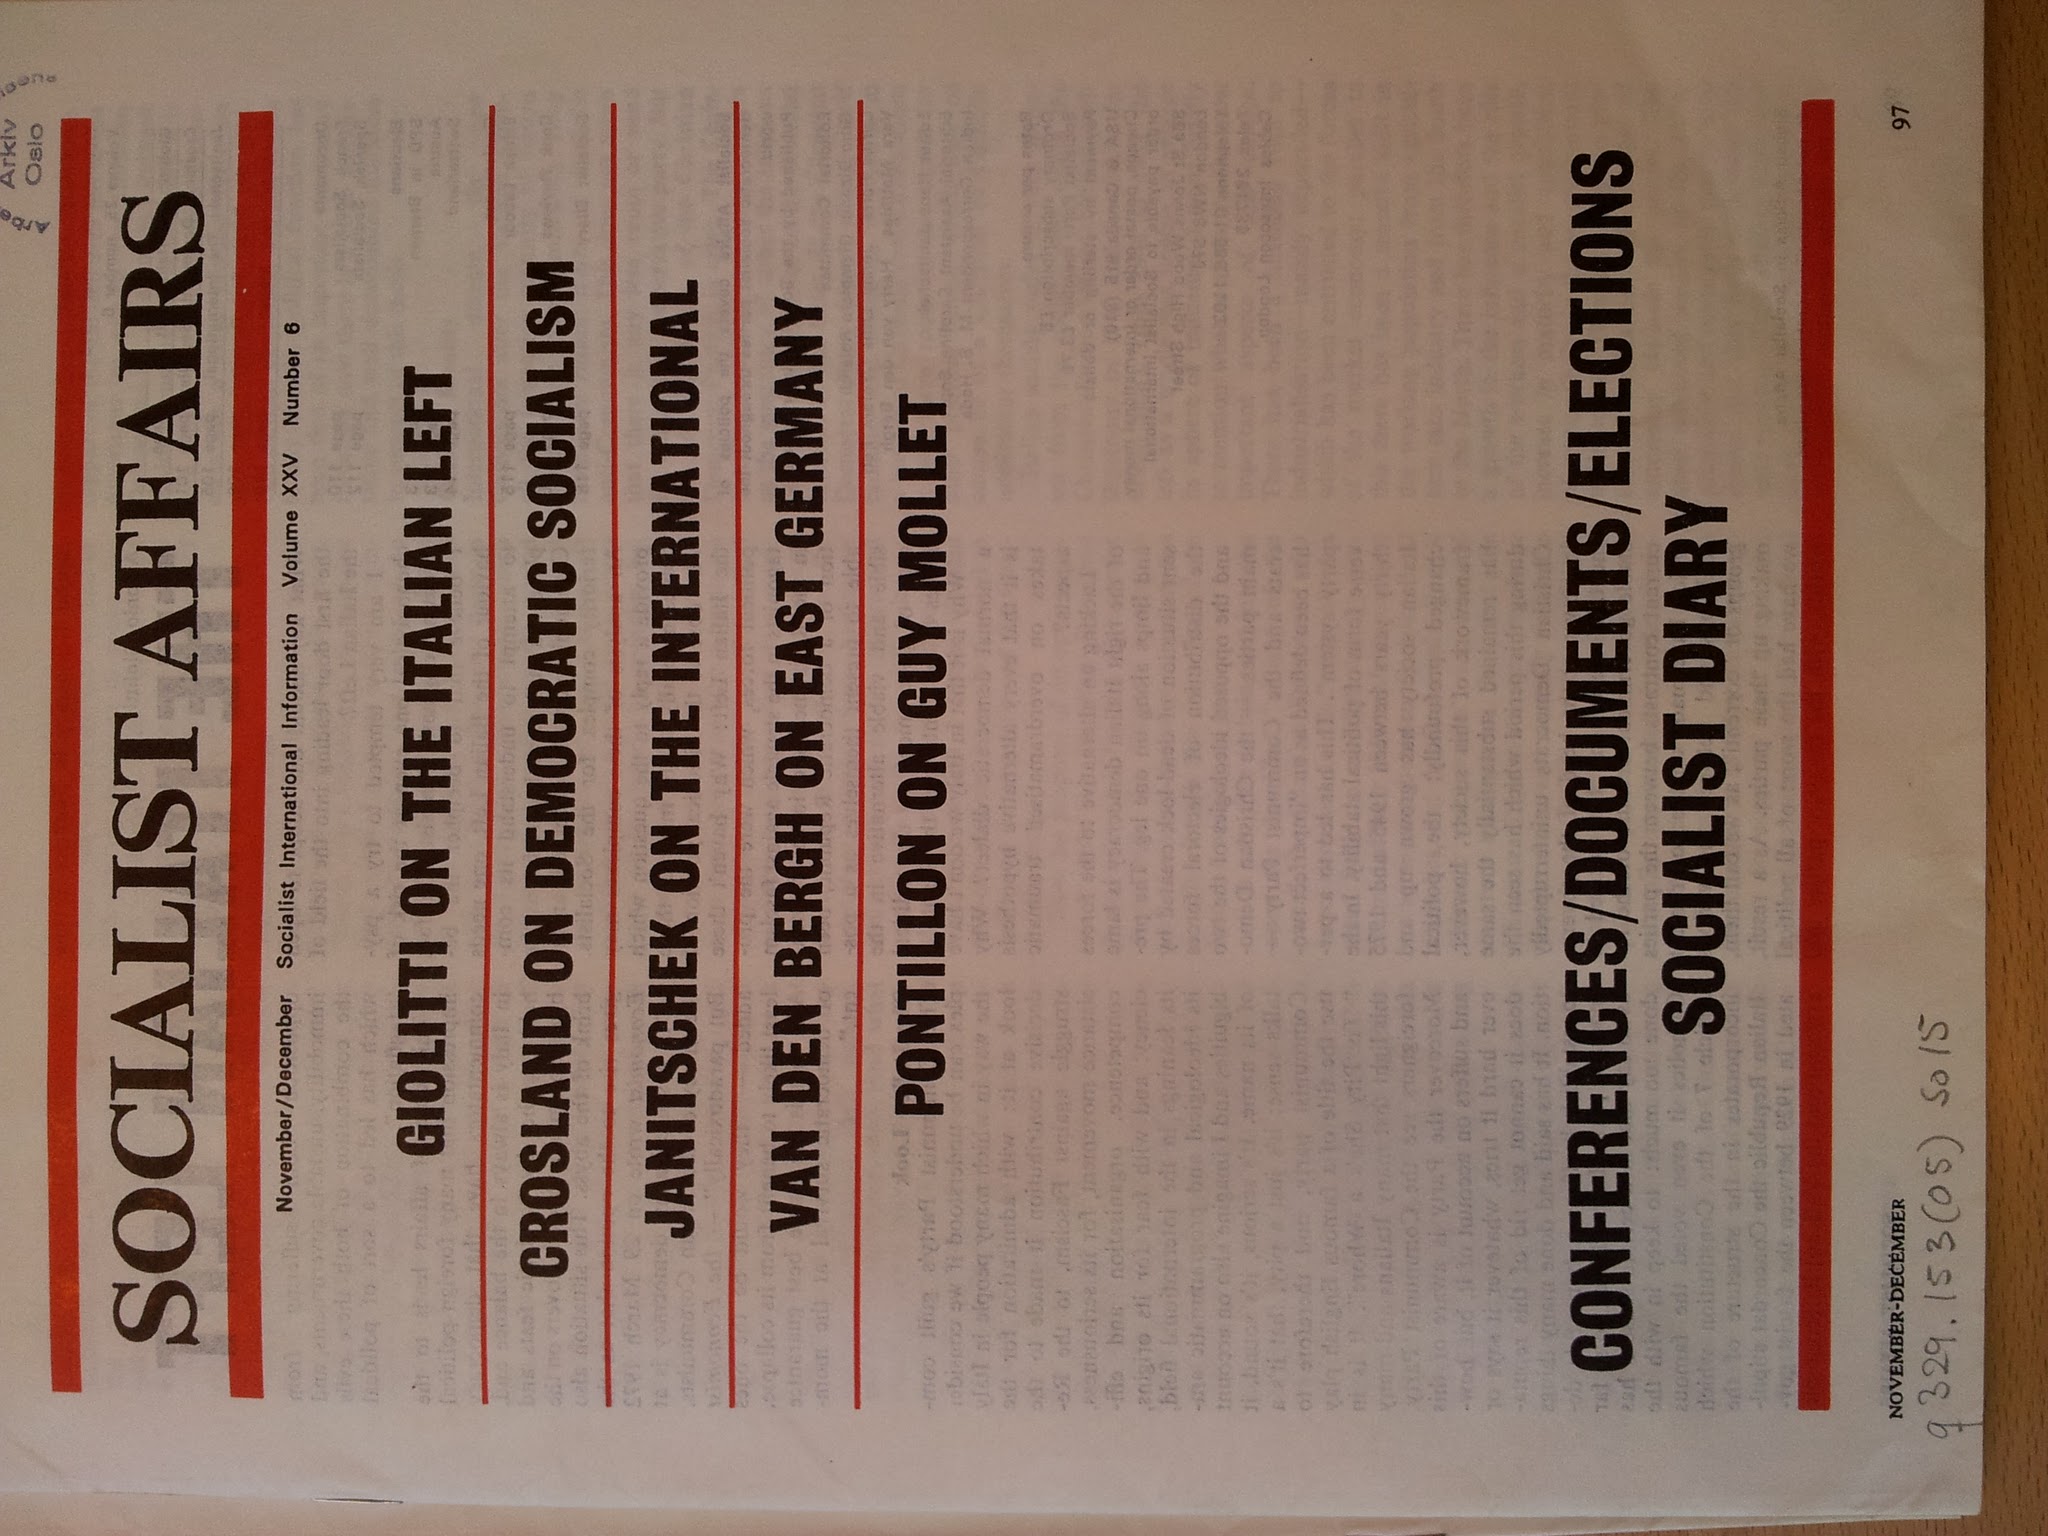 Arkiv
Oslo
SOCIALIST AFFAIRS
November/December Socialist International Information Volume XXV Number 6
GIOLITTI ON THE ITALIAN LEFT
CROSLAND ON DEMOCRATIC SOCIALISM
JANITSCHEK ON THE INTERNATIONAL
VAN DEN BERGH ON EAST GERMANY
PONTILLON ON GUY MOLLET
CONFERENCES/DOCUMENTS/ELECTIONS
SOCIALIST DIARY
NOVEMBER-DECEMBER 97
q 329.153(05) So15